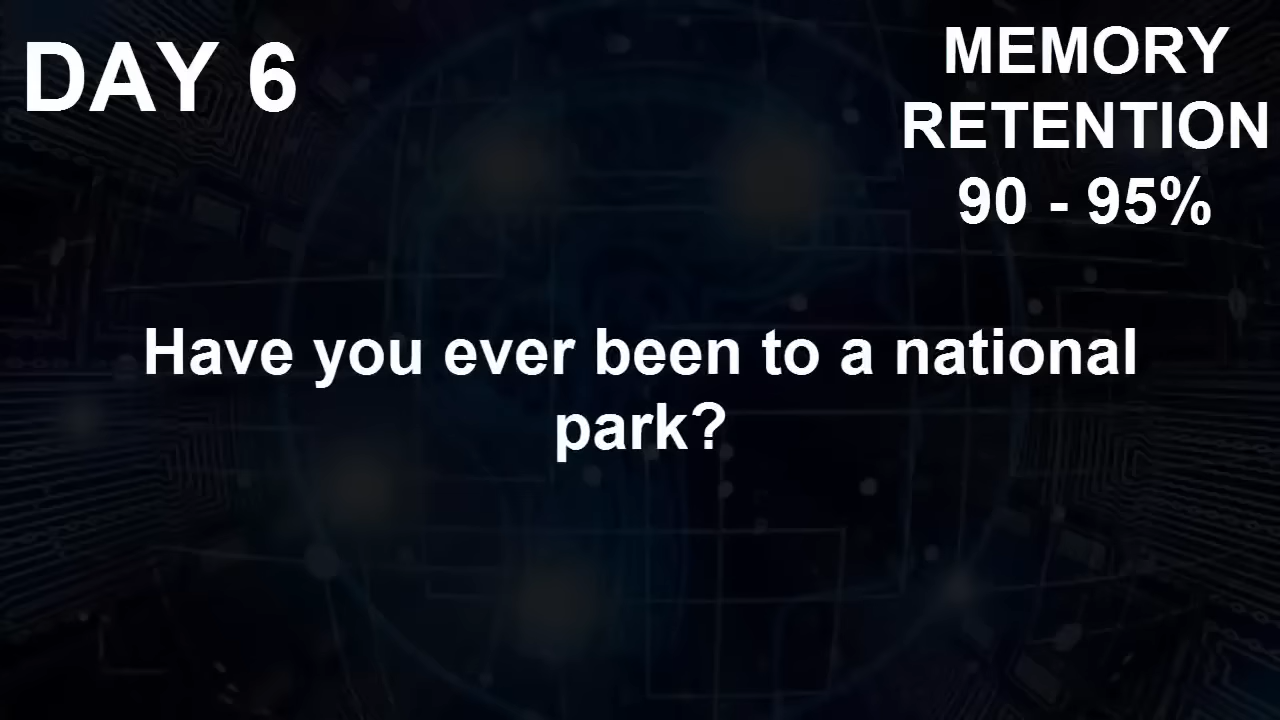 DAY 6
MEMORY
RETENTION
90 - 95%
Have you ever been to a national
park?